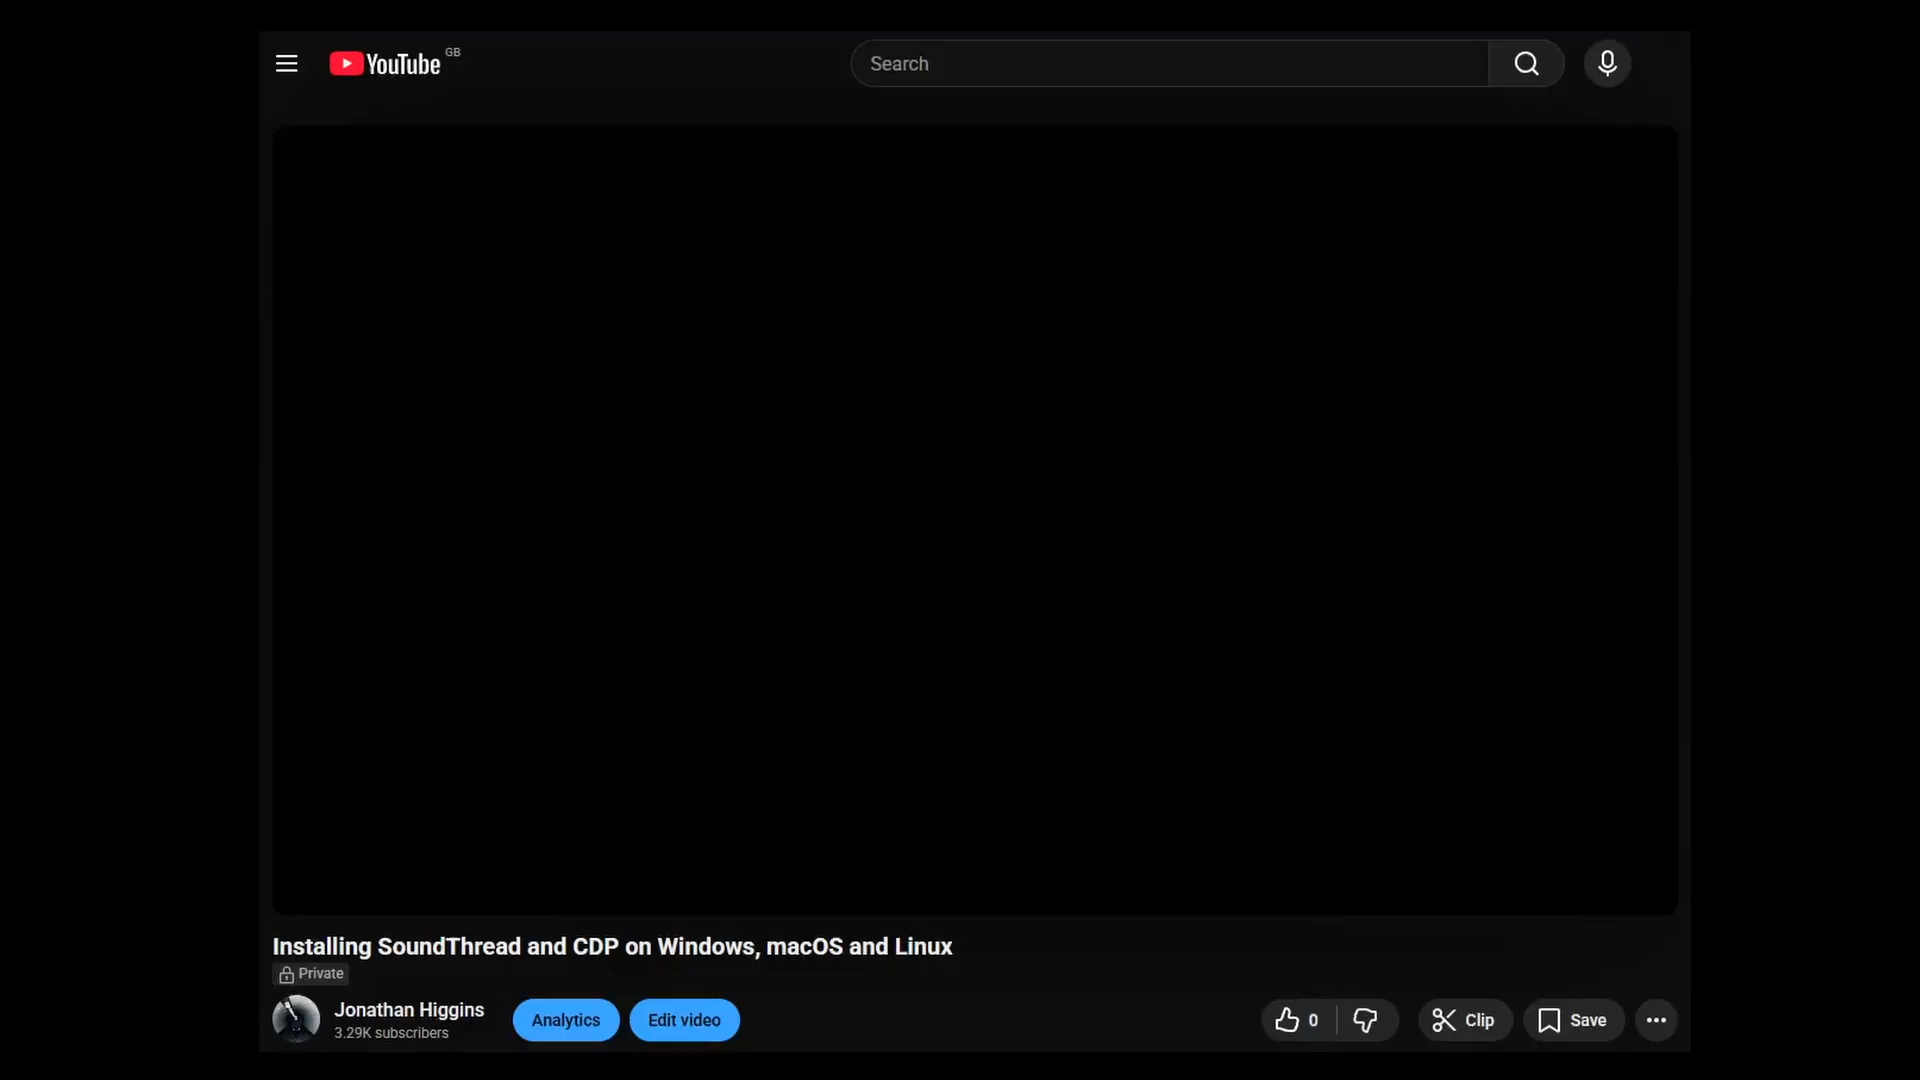 YouTube GB
Search
Installing SoundThread and CDP on Windows, macOS and Linux
Private
Jonathan Higgins
3.29K subscribers
Analytics
Edit video
0
Clip
Save